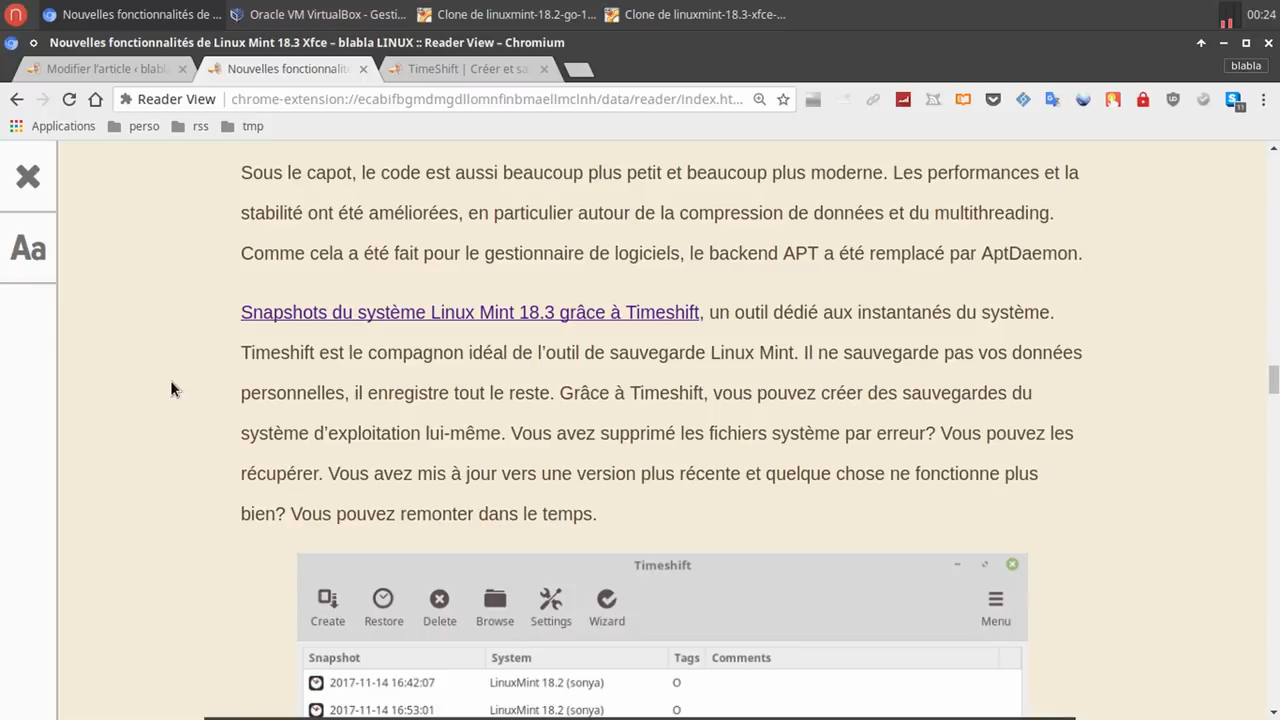 Nouvelles fonctionnalités de ...
Oracle VM VirtualBox - Gesti...
Clone de linuxmint-18.2-go-1...
Clone de linuxmint-18.3-xfce-...
00:24
Nouvelles fonctionnalités de Linux Mint 18.3 Xfce – blabla LINUX :: Reader View – Chromium
Modifier l'article ‹ blabl
Nouvelles fonctionnalit
TimeShift | Créer et sa
blabla
Reader View
chrome-extension://ecabifbgmdmgdllomnfinbmaellmclnh/data/reader/index.ht...
11
Applications
perso
rss
tmp
Aa
Sous le capot, le code est aussi beaucoup plus petit et beaucoup plus moderne. Les performances et la
stabilité ont été améliorées, en particulier autour de la compression de données et du multithreading.
Comme cela a été fait pour le gestionnaire de logiciels, le backend APT a été remplacé par AptDaemon.
Snapshots du système Linux Mint 18.3 grâce à Timeshift, un outil dédié aux instantanés du système.
Timeshift est le compagnon idéal de l’outil de sauvegarde Linux Mint. Il ne sauvegarde pas vos données
personnelles, il enregistre tout le reste. Grâce à Timeshift, vous pouvez créer des sauvegardes du
système d’exploitation lui-même. Vous avez supprimé les fichiers système par erreur? Vous pouvez les
récupérer. Vous avez mis à jour vers une version plus récente et quelque chose ne fonctionne plus
bien? Vous pouvez remonter dans le temps.
Timeshift
Create
Restore
Delete
Browse
Settings
Wizard
Menu
Snapshot
System
Tags
Comments
2017-11-14 16:42:07
LinuxMint 18.2 (sonya)
O
2017-11-14 16:53:01
LinuxMint 18.2 (sonya)
O